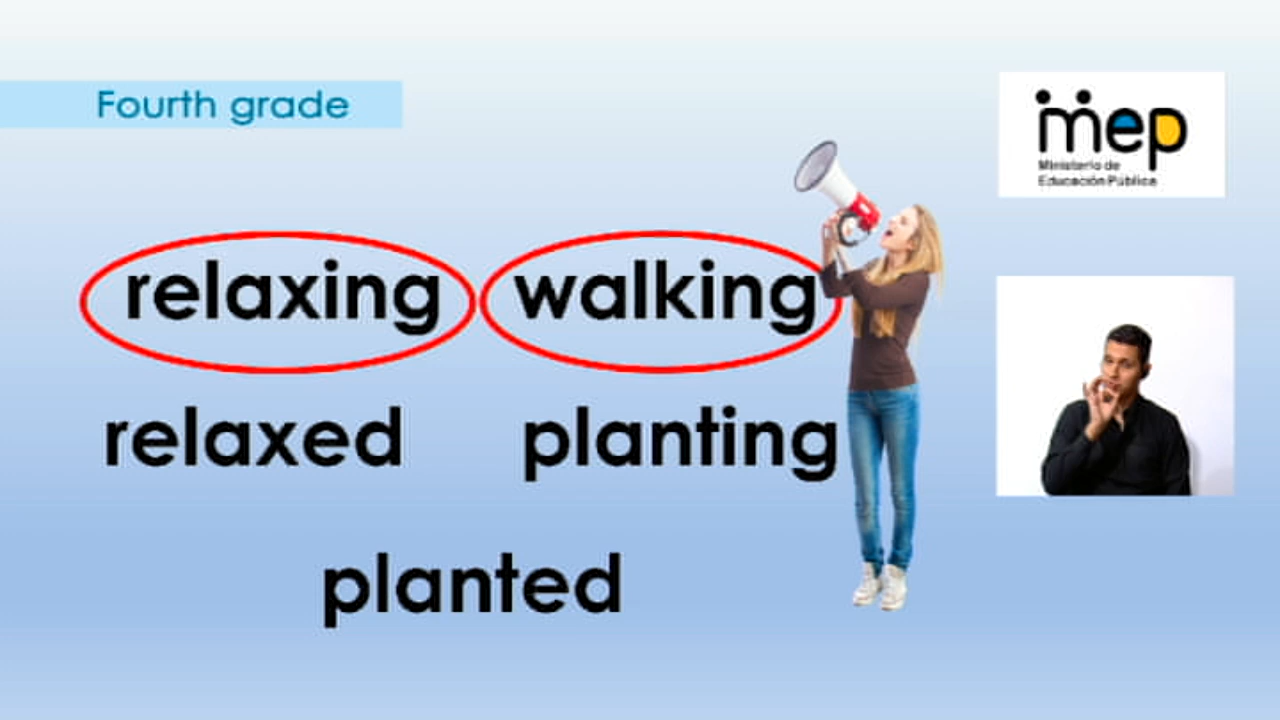 Fourth grade
mep
Ministerio de
Educación Pública
relaxing walking
relaxed planting
planted